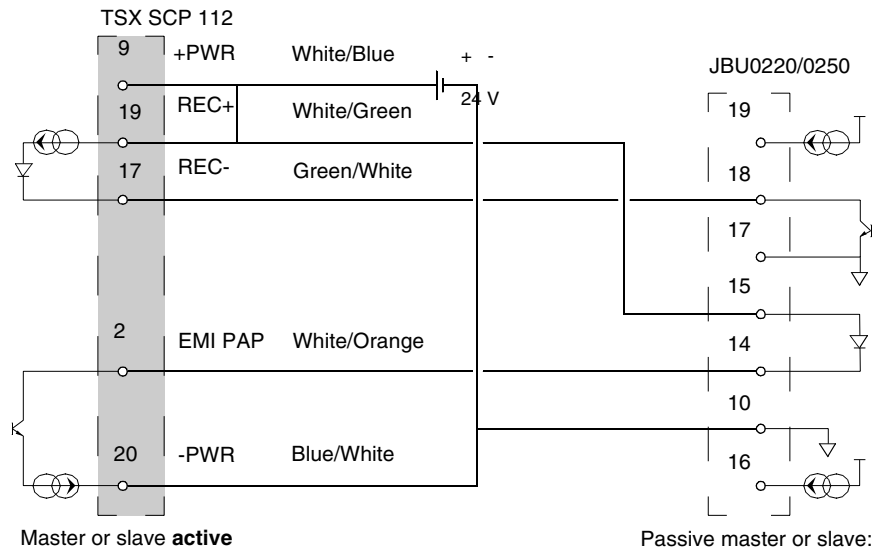 TSX SCP 112
9 +PWR White/Blue + -
24 V
JBU0220/0250
19 REC+ White/Green
19
17 REC- Green/White
18
17
15
2 EMI PAP White/Orange
14
10
20 -PWR Blue/White
16
Master or slave active
Passive master or slave: